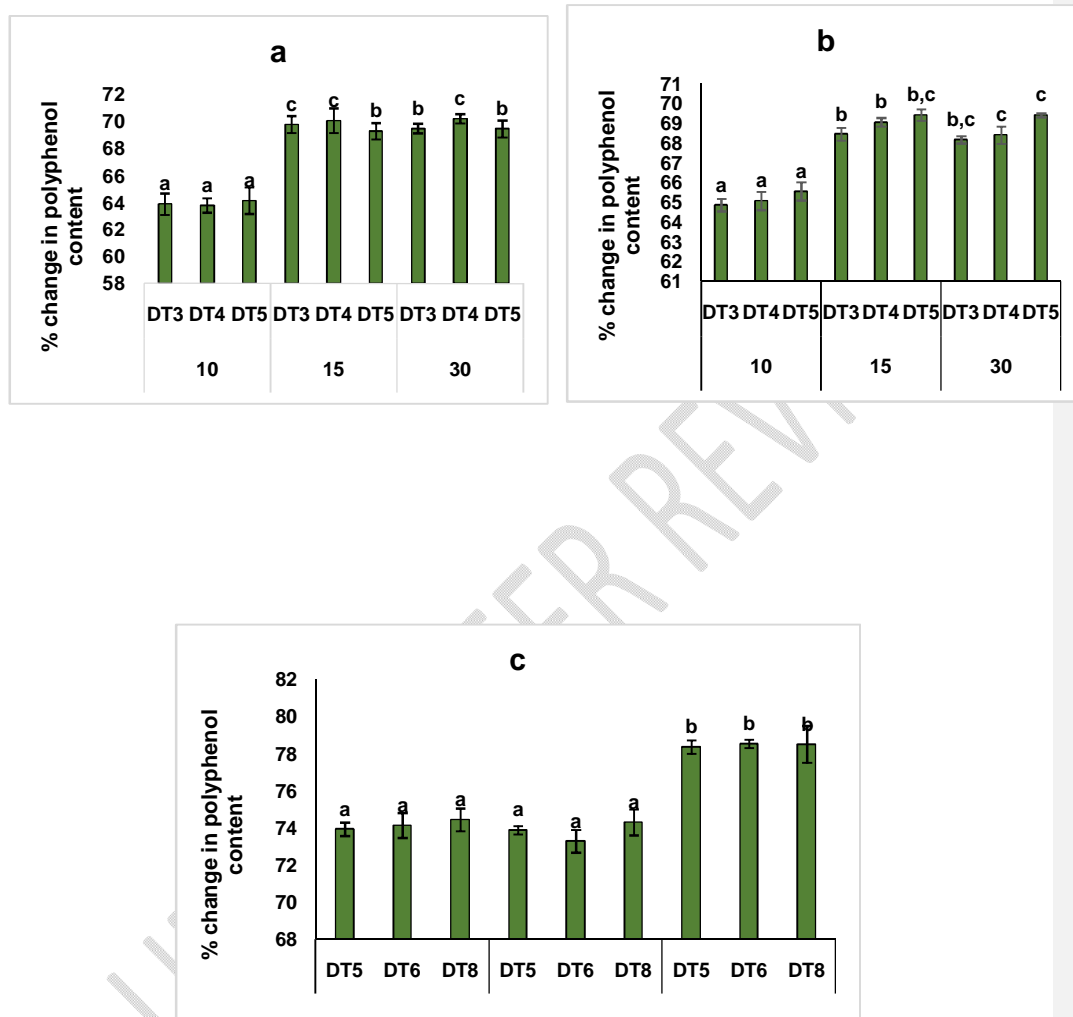 a
% change in polyphenol
content
72
70
68
66
64
62
60
58
a a a c c b b c b
DT3 DT4 DT5 DT3 DT4 DT5 DT3 DT4 DT5
10 15 30
b
% change in polyphenol
content
71
70
69
68
67
66
65
64
63
62
61
a a a b b b,c b,c c c
DT3 DT4 DT5 DT3 DT4 DT5 DT3 DT4 DT5
10 15 30
c
% change in polyphenol
content
82
80
78
76
74
72
70
68
a a a a a a b b b
DT5 DT6 DT8 DT5 DT6 DT8 DT5 DT6 DT8